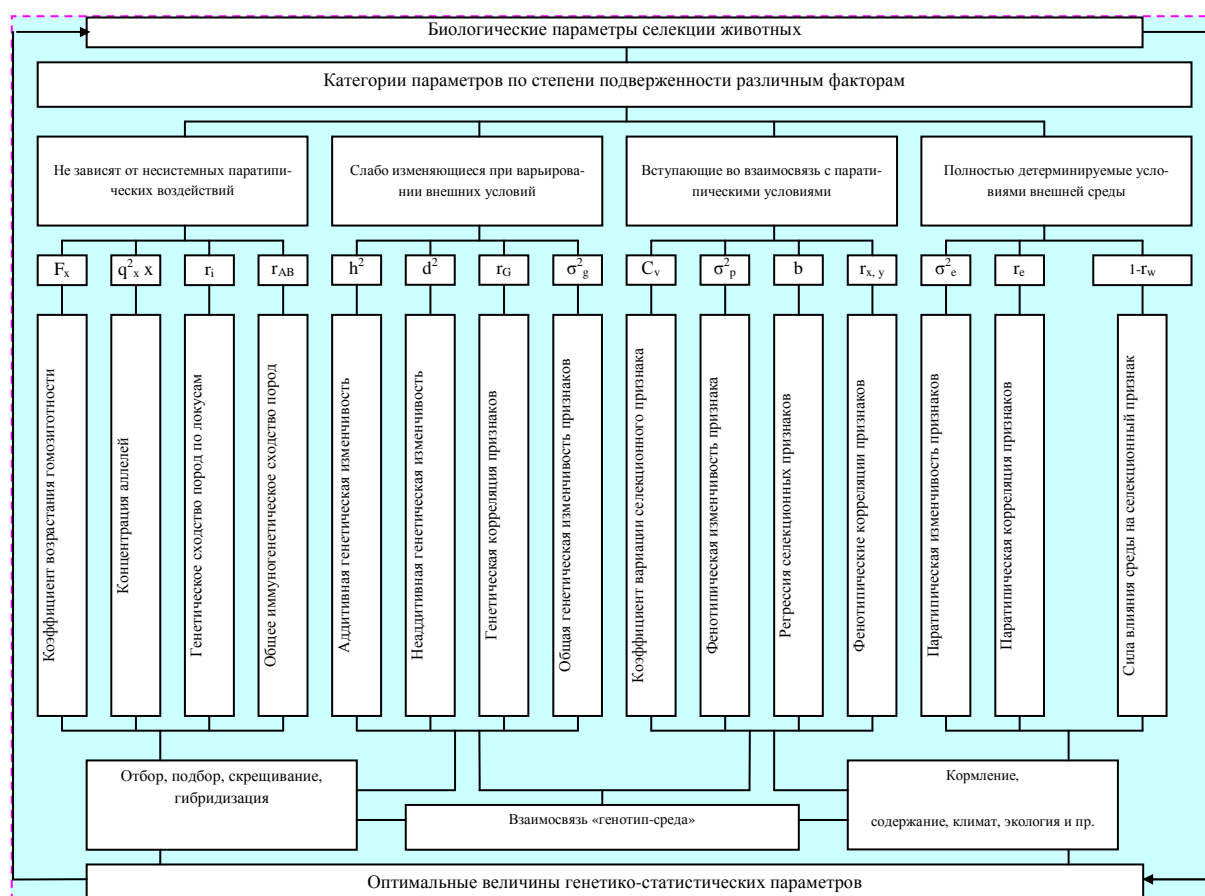 Биологические параметры селекции животных
Категории параметров по степени подверженности различным факторам
Не зависят от несистемных паратипи-
ческих воздействий
Слабо изменяющиеся при варьирова-
нии внешних условий
Вступающие во взаимосвязь с парати-
пическими условиями
Полностью детерминируемые усло-
виями внешней среды
Fₓ
q²ₓ x
rᵢ
r_AB
h²
d²
r_G
σ²_g
Cᵥ
σ²ₚ
b
rₓ, y
σ²ₑ
rₑ
1-r_w
Коэффициент возрастания гомозиготности
Концентрация аллелей
Генетическое сходство пород по локусам
Общее иммуногенетическое сходство пород
Аддитивная генетическая изменчивость
Неаддитивная генетическая изменчивость
Генетическая корреляция признаков
Общая генетическая изменчивость признаков
Коэффициент вариации селекционного признака
Фенотипическая изменчивость признака
Регрессия селекционных признаков
Фенотипические корреляции признаков
Паратипическая изменчивость признаков
Паратипическая корреляция признаков
Сила влияния среды на селекционный признак
Отбор, подбор, скрещивание,
гибридизация
Взаимосвязь «генотип-среда»
Кормление,
содержание, климат, экология и пр.
Оптимальные величины генетико-статистических параметров